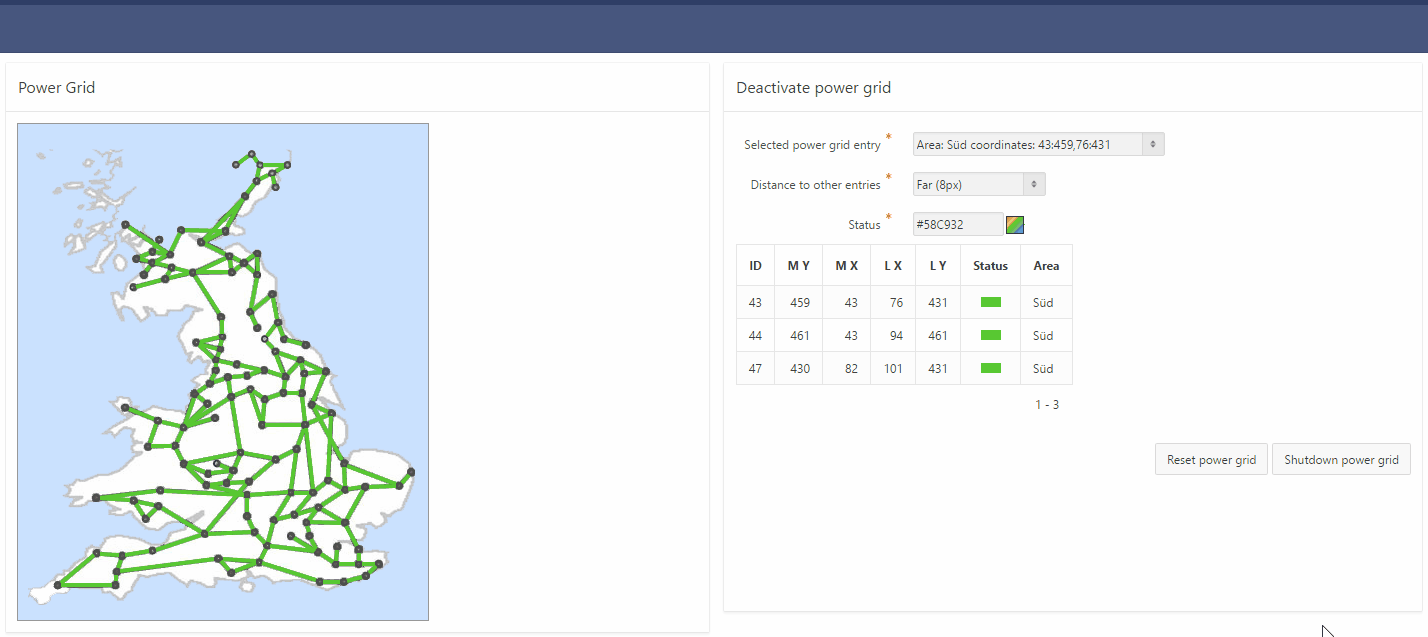 Power Grid
Deactivate power grid
Selected power grid entry * Area: Süd coordinates: 43:459,76:431
Distance to other entries * Far (8px)
Status * #58C932
ID M Y M X L X L Y Status Area
43 459 43 76 431 Süd
44 461 43 94 461 Süd
47 430 82 101 431 Süd
1 - 3
Reset power grid Shutdown power grid